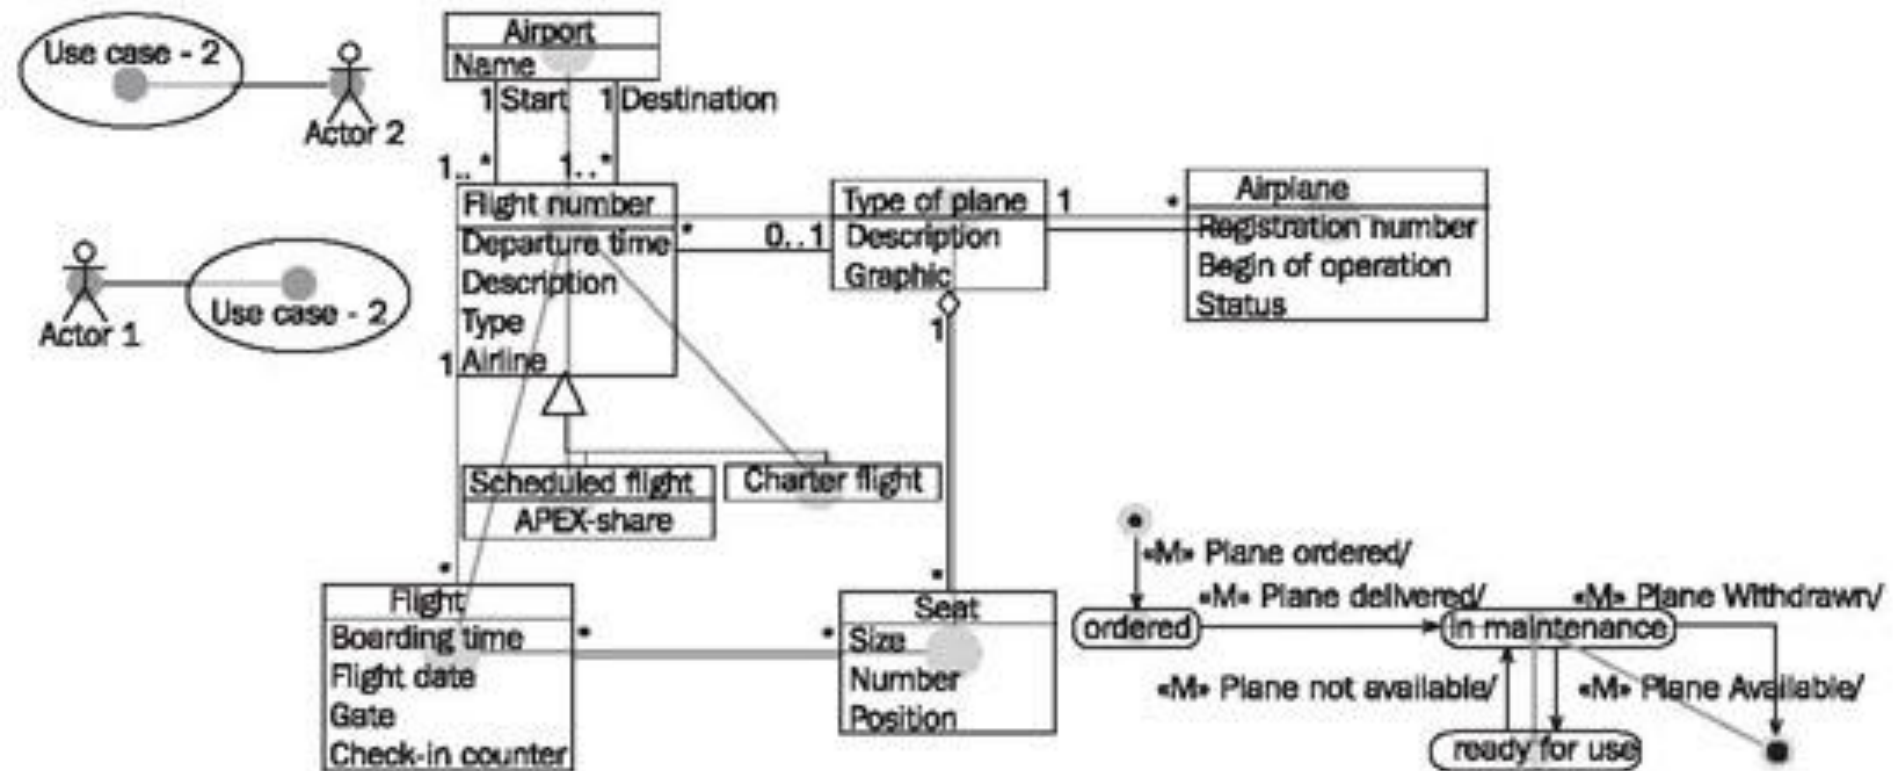 Use case - 2
Actor 2
Use case - 2
Actor 1
Airport
Name
1 Start 1 Destination
1..* 1..*
Flight number
Departure time
Description
Type
Airline
* 0..1
Type of plane
Description
Graphic
1 *
Airplane
Registration number
Begin of operation
Status
1
1
Scheduled flight
APEX-share
Charter flight
*
*
Flight
Boarding time
Flight date
Gate
Check-in counter
* *
Seat
Size
Number
Position
«M» Plane ordered/
«M» Plane delivered/
«M» Plane Withdrawn/
ordered
in maintenance
«M» Plane not available/
«M» Plane Available/
ready for use